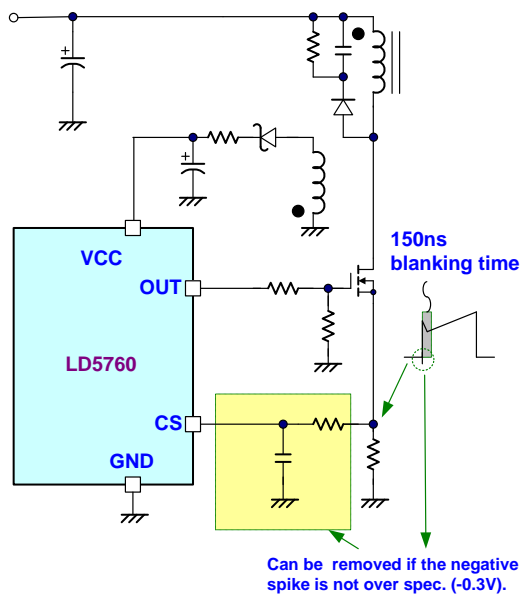 +
+
VCC
150ns
blanking time
OUT
LD5760
CS
GND
Can be removed if the negative
spike is not over spec. (-0.3V).